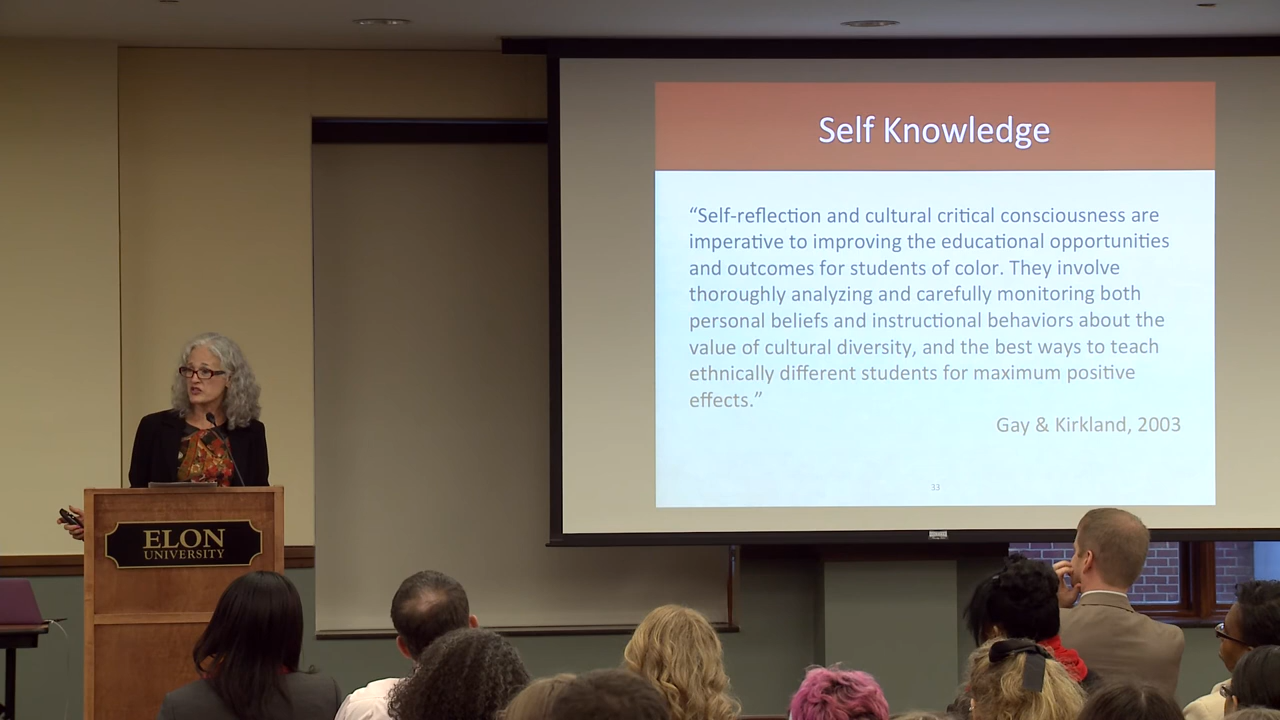 Self Knowledge
“Self-reflection and cultural critical consciousness are
imperative to improving the educational opportunities
and outcomes for students of color. They involve
thoroughly analyzing and carefully monitoring both
personal beliefs and instructional behaviors about the
value of cultural diversity, and the best ways to teach
ethnically different students for maximum positive
effects.”
Gay & Kirkland, 2003
33
ELON
UNIVERSITY